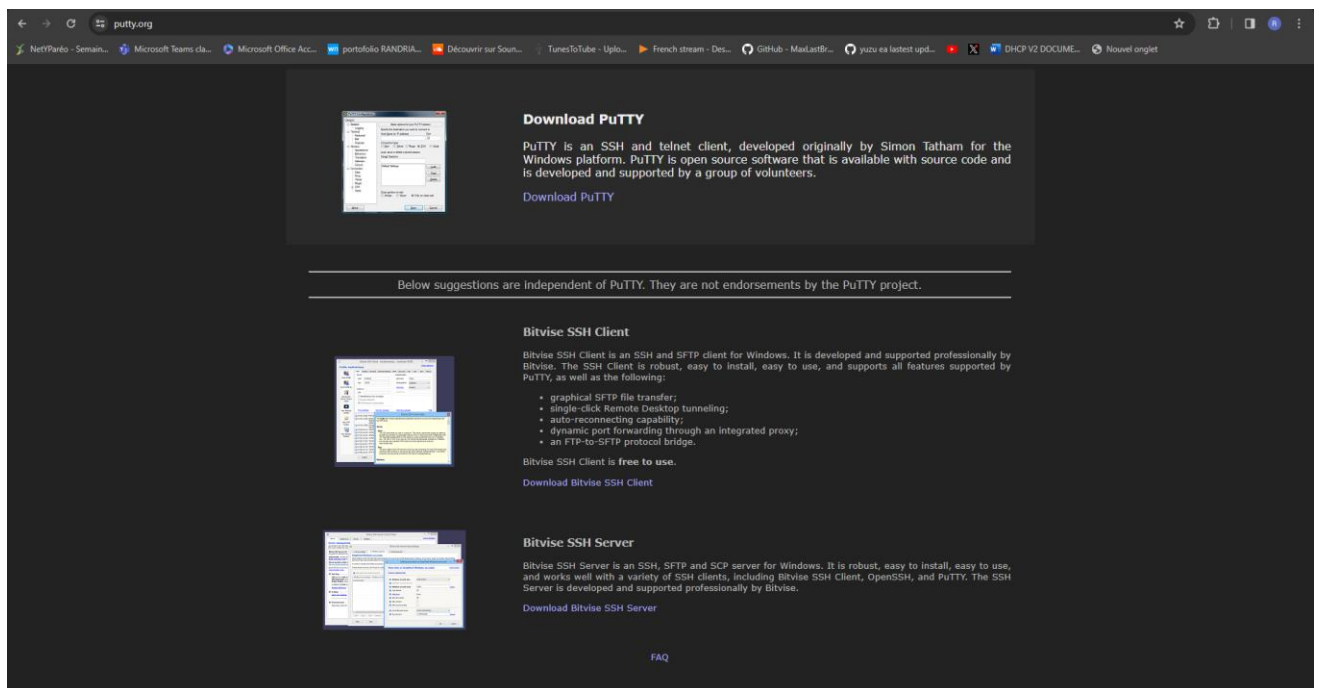 putty.org
NetYParéo - Semain... Microsoft Teams cla... Microsoft Office Acc... portofolio RANDRIA... Découvrir sur Soun... TunesToTube - Uplo... French stream - Des... GitHub - MaxLastBr... yuzu ea lastest upd... DHCP V2 DOCUME... Nouvel onglet
Download PuTTY
PuTTY is an SSH and telnet client, developed originally by Simon Tatham for the
Windows platform. PuTTY is open source software that is available with source code and
is developed and supported by a group of volunteers.
Download PuTTY
Below suggestions are independent of PuTTY. They are not endorsements by the PuTTY project.
Bitvise SSH Client
Bitvise SSH Client is an SSH and SFTP client for Windows. It is developed and supported professionally by
Bitvise. The SSH Client is robust, easy to install, easy to use, and supports all features supported by
PuTTY, as well as the following:
• graphical SFTP file transfer;
• single-click Remote Desktop tunneling;
• auto-reconnecting capability;
• dynamic port forwarding through an integrated proxy;
• an FTP-to-SFTP protocol bridge.
Bitvise SSH Client is free to use.
Download Bitvise SSH Client
Bitvise SSH Server
Bitvise SSH Server is an SSH, SFTP and SCP server for Windows. It is robust, easy to install, easy to use,
and works well with a variety of SSH clients, including Bitvise SSH Client, OpenSSH, and PuTTY. The SSH
Server is developed and supported professionally by Bitvise.
Download Bitvise SSH Server
FAQ